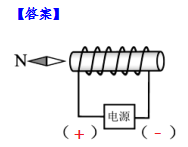 【答案】
N
电源
（ + ）
（ - ）